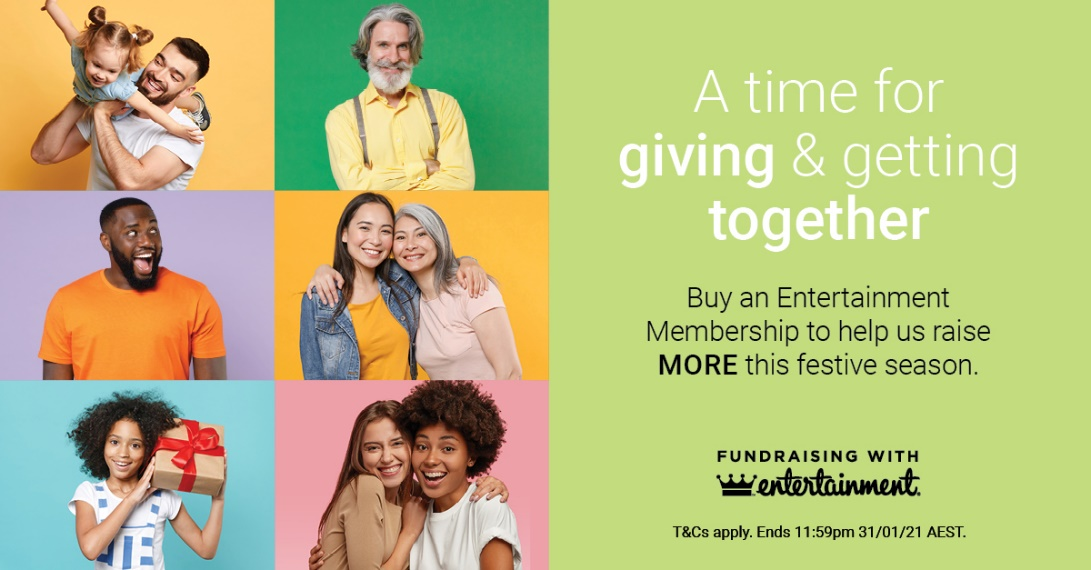 A time for
giving & getting
together
Buy an Entertainment
Membership to help us raise
MORE this festive season.
FUNDRAISING WITH
entertainment.
T&Cs apply. Ends 11:59pm 31/01/21 AEST.